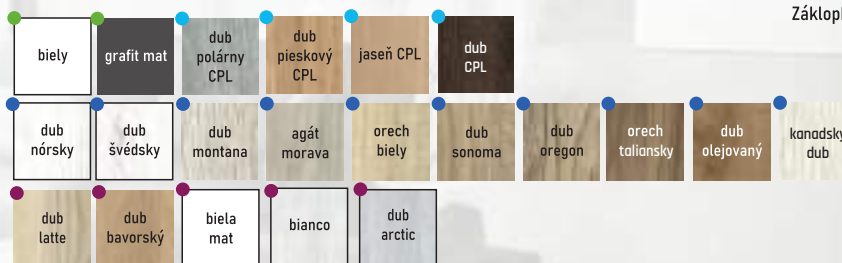 Záklopk
biely
grafit mat
dub
polárny
CPL
dub
pieskový
CPL
jaseň CPL
dub
CPL
dub
nórsky
dub
švédsky
dub
montana
agát
morava
orech
biely
dub
sonoma
dub
oregon
orech
taliansky
dub
olejovaný
kanadský
dub
dub
latte
dub
bavorský
biela
mat
bianco
dub
arctic